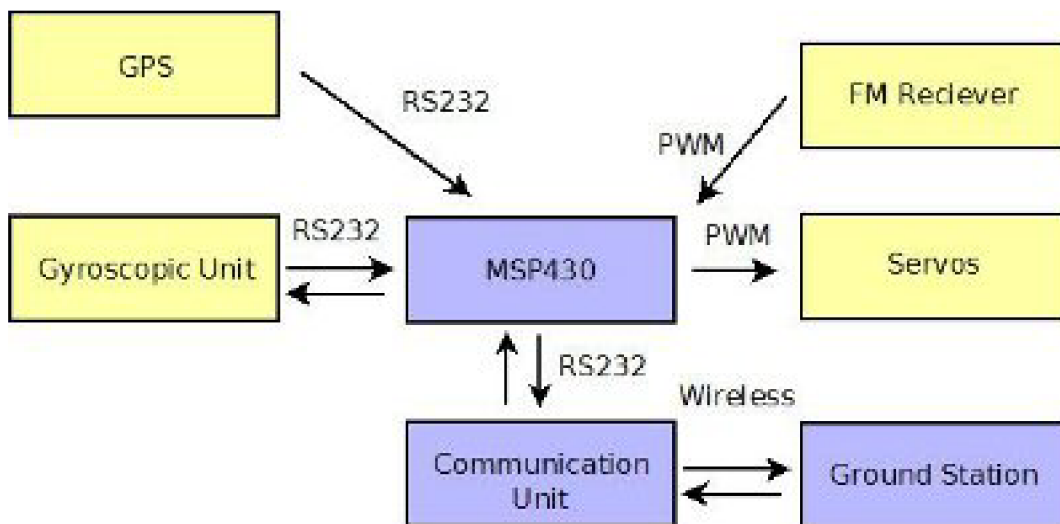 GPS
RS232
FM Reciever
PWM
Gyroscopic Unit
RS232
MSP430
PWM
Servos
RS232
Wireless
Communication
Unit
Ground Station